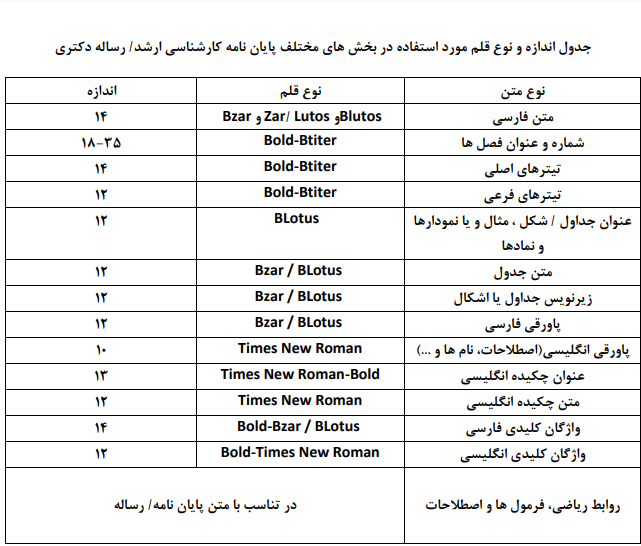 جدول اندازه و نوع قلم مورد استفاده در بخش های مختلف پایان نامه کارشناسی ارشد/ رساله دکتری
نوع متن نوع قلم اندازه
متن فارسی Blutosو Zar/ Lutos و Bzar ۱۴
شماره و عنوان فصل ها Bold-Btiter ۱۸-۳۵
تیترهای اصلی Bold-Btiter ۱۴
تیترهای فرعی Bold-Btiter ۱۲
عنوان جداول / شکل ، مثال و یا نمودارها BLotus ۱۲
و نمادها
متن جدول Bzar / BLotus ۱۲
زیرنویس جداول یا اشکال Bzar / BLotus ۱۲
پاورقی فارسی Bzar / BLotus ۱۲
پاورقی انگلیسی(اصطلاحات، نام ها و ...) Times New Roman ۱۰
عنوان چکیده انگلیسی Times New Roman-Bold ۱۳
متن چکیده انگلیسی Times New Roman ۱۲
واژگان کلیدی فارسی Bold-Bzar / BLotus ۱۴
واژگان کلیدی انگلیسی Bold-Times New Roman ۱۲
روابط ریاضی، فرمول ها و اصطلاحات در تناسب با متن پایان نامه/ رساله